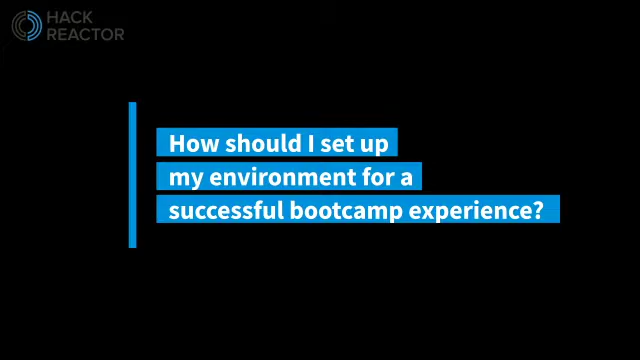 HACK
REACTOR
How should I set up
my environment for a
successful bootcamp experience?